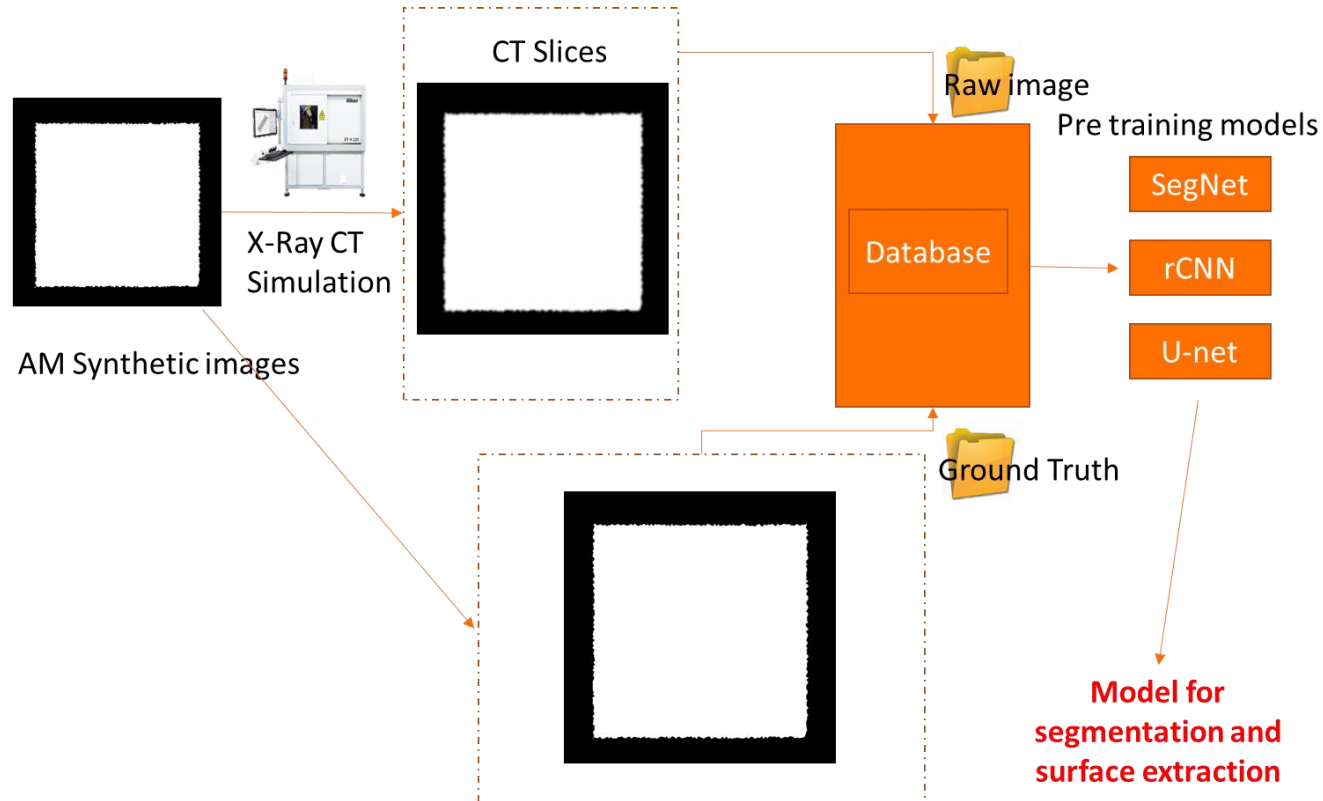 CT Slices
Raw image
Pre training models
SegNet
X-Ray CT
Simulation
Database
rCNN
U-net
AM Synthetic images
Ground Truth
Model for
segmentation and
surface extraction